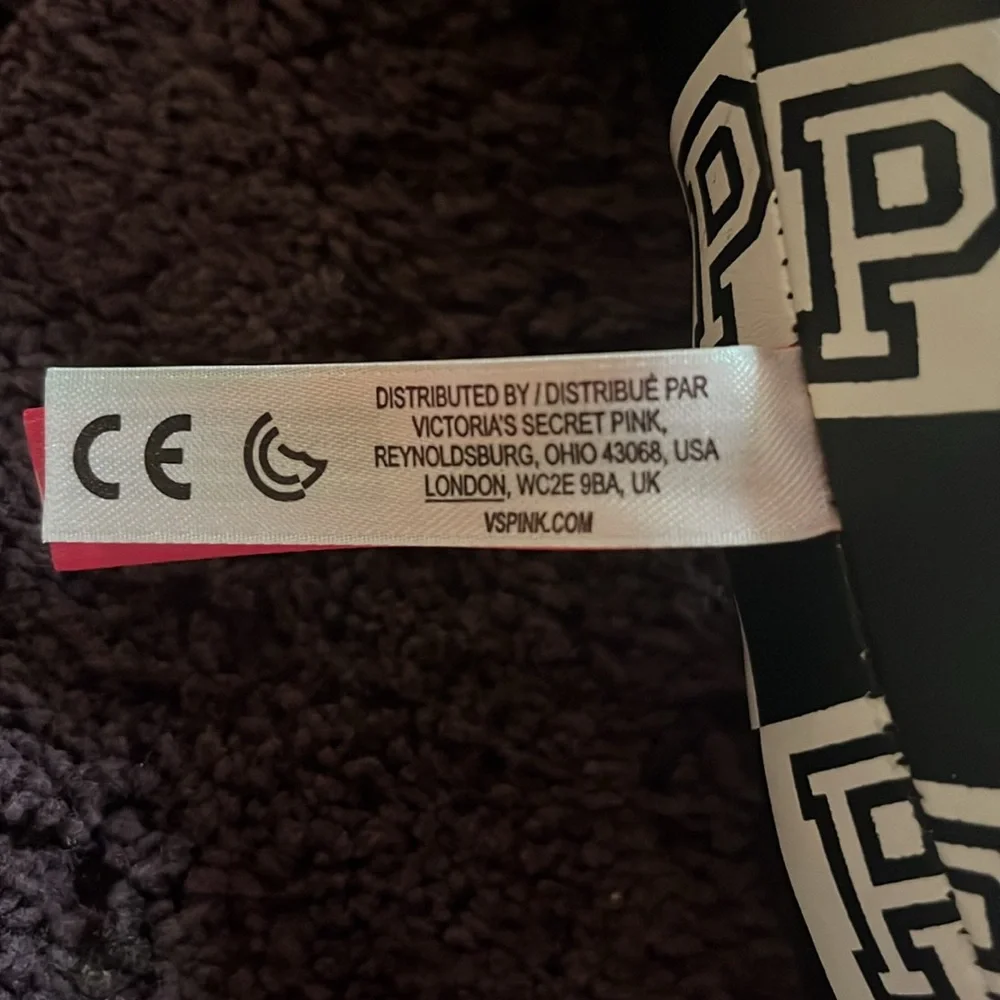 CE
DISTRIBUTED BY / DISTRIBUÉ PAR
VICTORIA'S SECRET PINK,
REYNOLDSBURG, OHIO 43068, USA
LONDON, WC2E 9BA, UK
VSPINK.COM
P
P
P